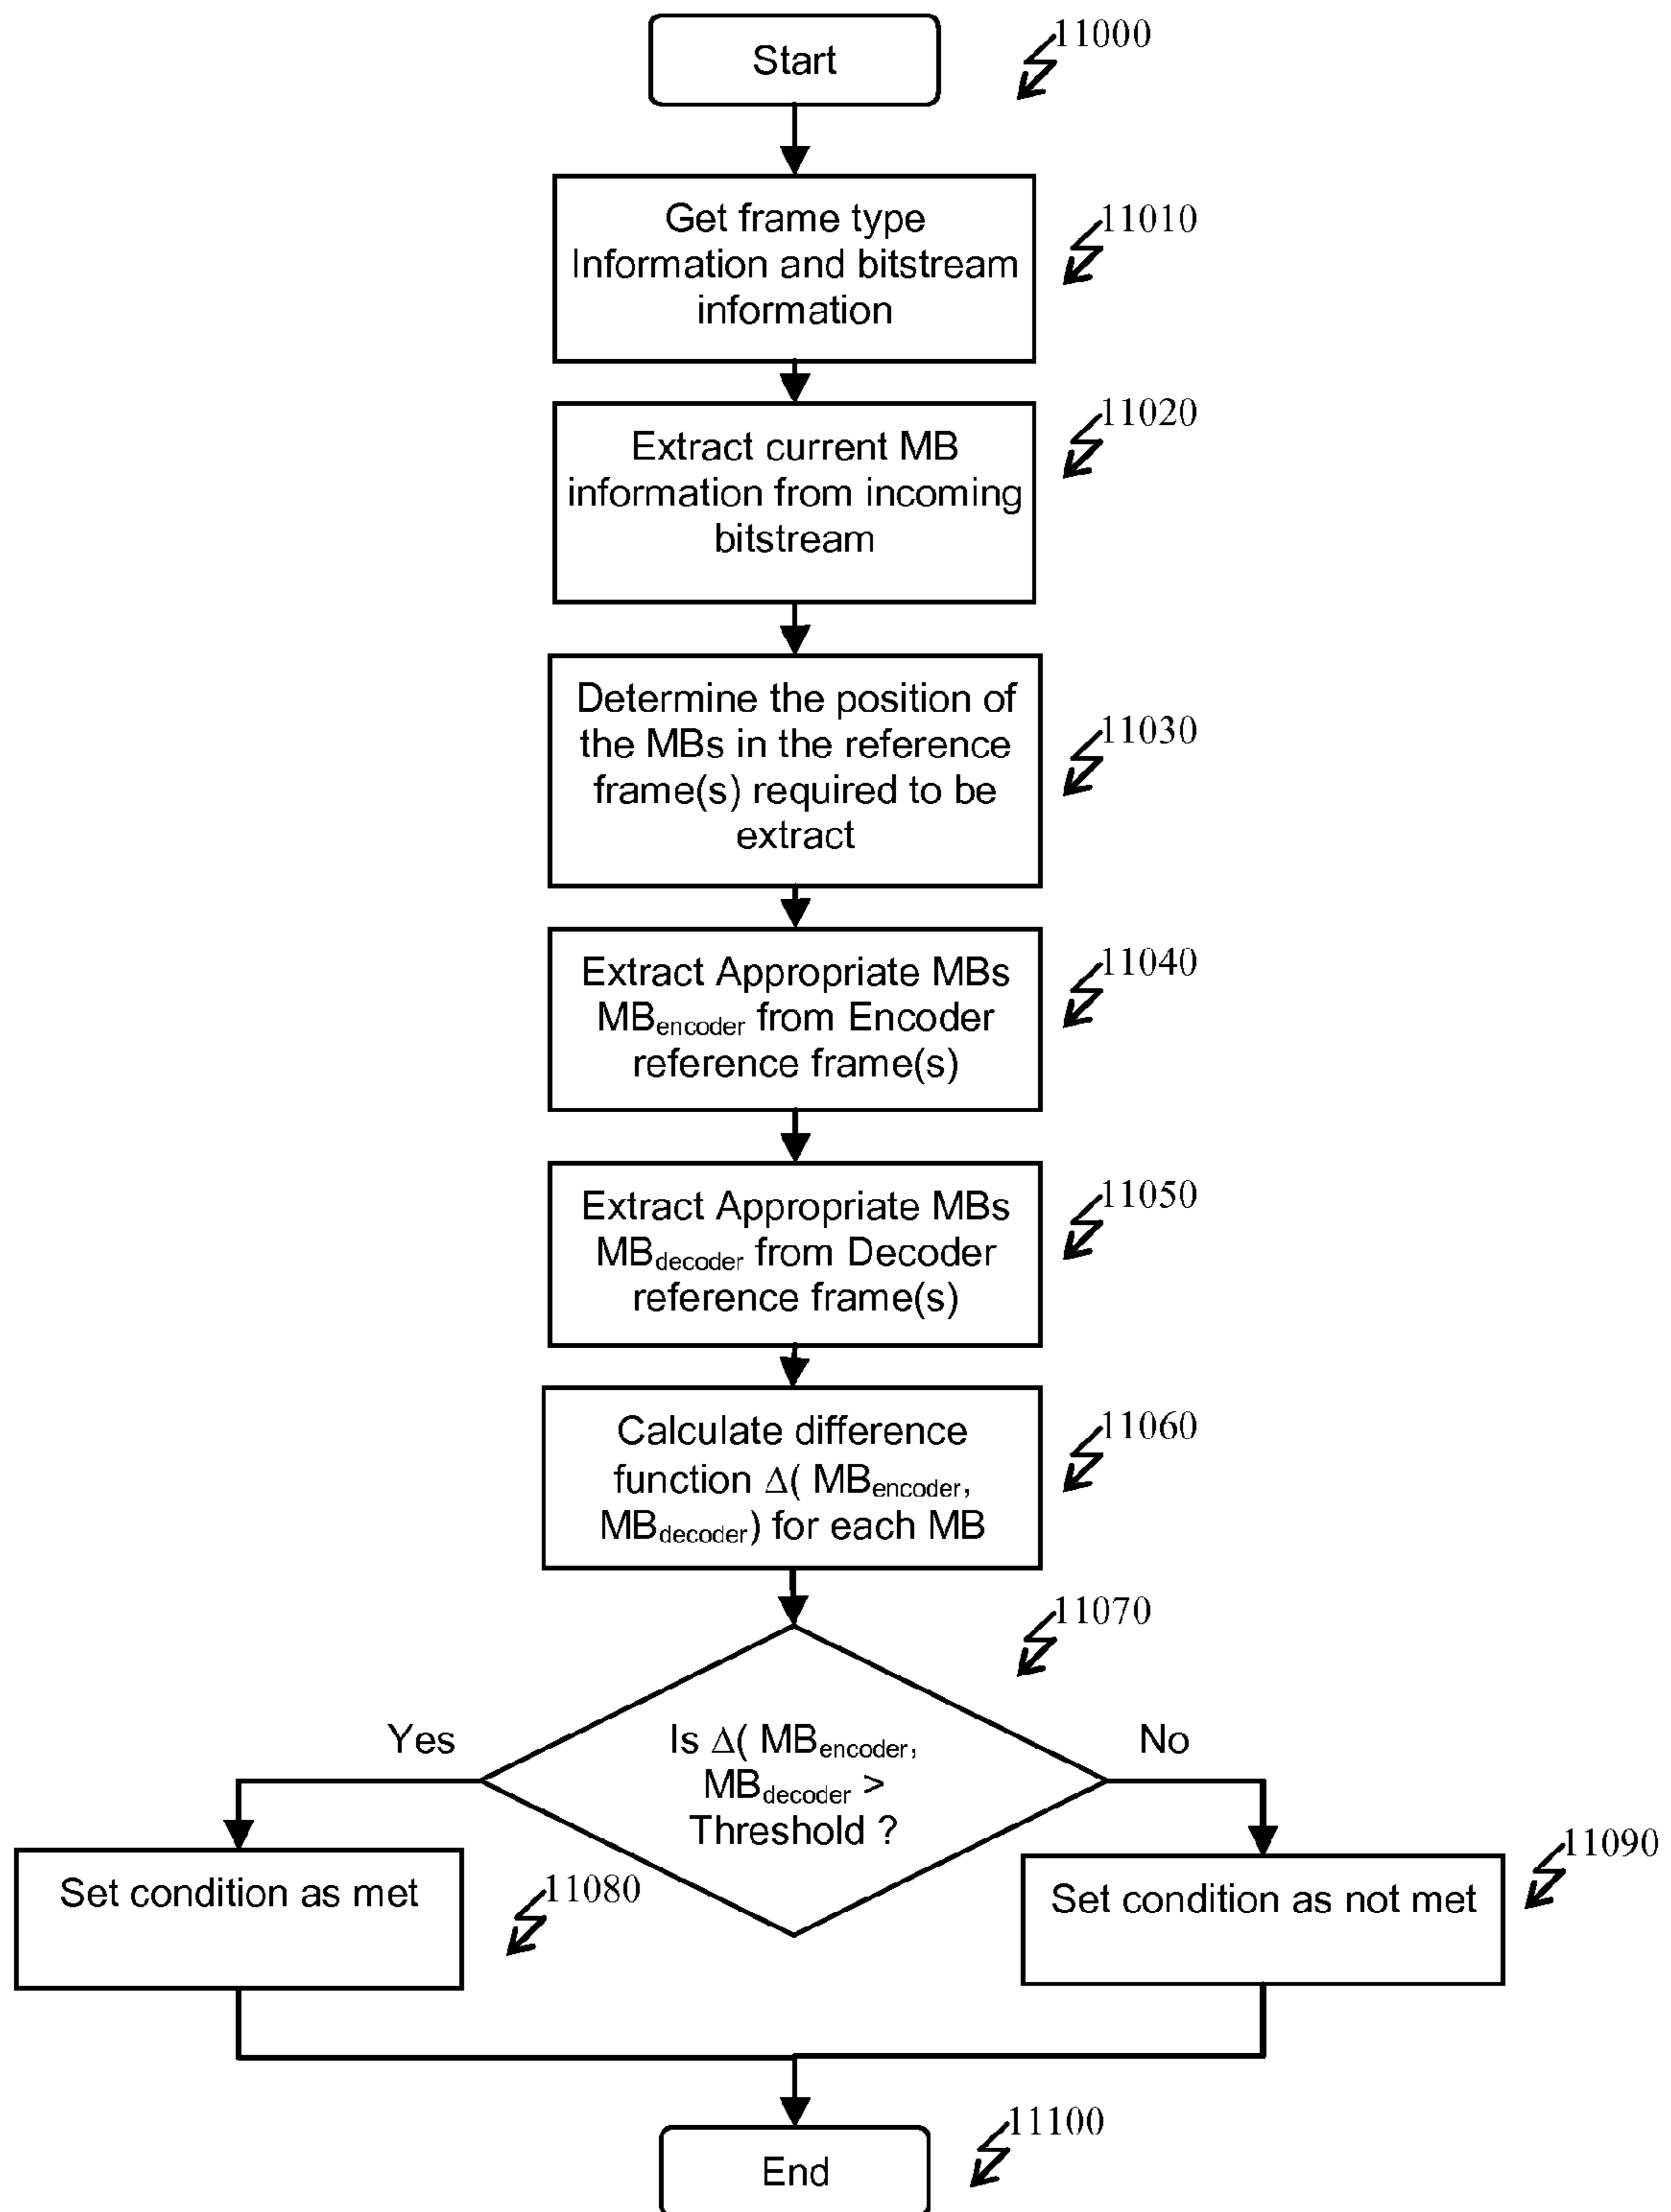 Start
11000
Get frame type
Information and bitstream
information
11010
Extract current MB
information from incoming
bitstream
11020
Determine the position of
the MBs in the reference
frame(s) required to be
extract
11030
Extract Appropriate MBs
MBencoder from Encoder
reference frame(s)
11040
Extract Appropriate MBs
MBdecoder from Decoder
reference frame(s)
11050
Calculate difference
function Δ( MBencoder,
MBdecoder) for each MB
11060
11070
Yes
Is Δ( MBencoder,
MBdecoder >
Threshold ?
No
Set condition as met
11080
Set condition as not met
11090
End
11100